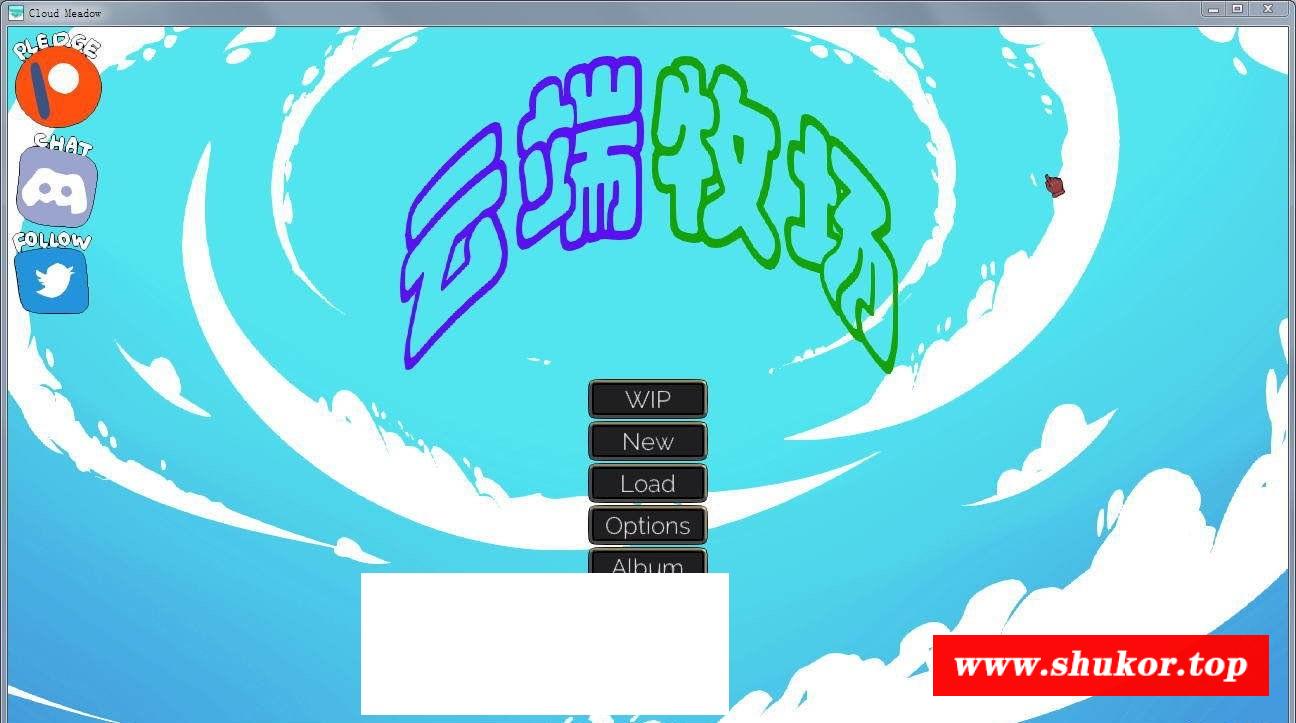 Cloud Meadow
PLEDGE
CHAT
FOLLOW
云端牧场
WIP
New
Load
Options
Album
www.shukor.top